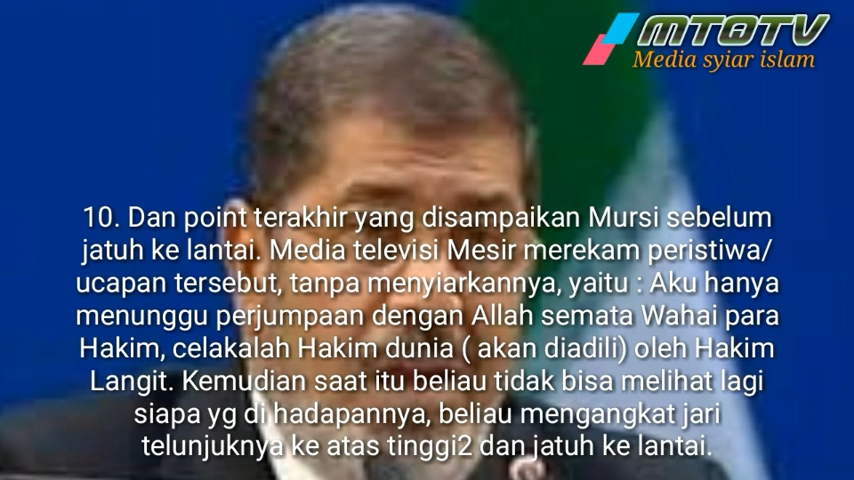 MTQTV
Media syiar islam
10. Dan point terakhir yang disampaikan Mursi sebelum
jatuh ke lantai. Media televisi Mesir merekam peristiwa/
ucapan tersebut, tanpa menyiarkannya, yaitu : Aku hanya
menunggu perjumpaan dengan Allah semata Wahai para
Hakim, celakalah Hakim dunia ( akan diadili) oleh Hakim
Langit. Kemudian saat itu beliau tidak bisa melihat lagi
siapa yg di hadapannya, beliau mengangkat jari
telunjuknya ke atas tinggi2 dan jatuh ke lantai.